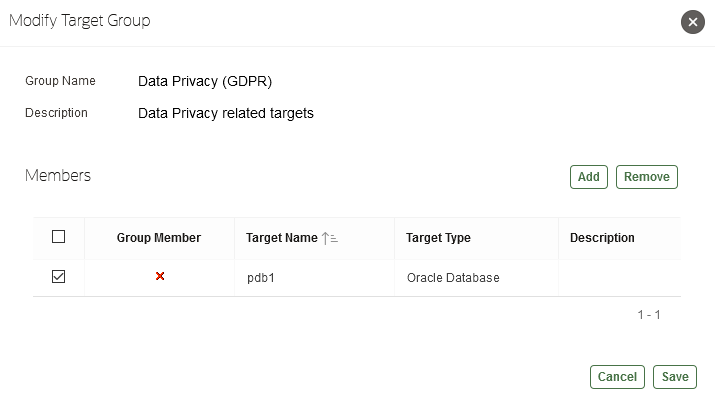 Modify Target Group
Group Name Data Privacy (GDPR)
Description Data Privacy related targets
Members Add Remove
Group Member Target Name Target Type Description
pdb1 Oracle Database
1 - 1
Cancel Save